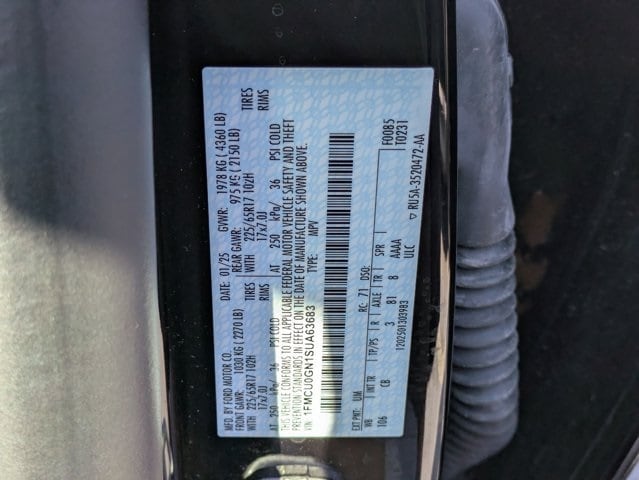 MFD. BY FORD MOTOR CO.
DATE: 01/25 GVWR: 1978 KG ( 4360 LB)
FRONT GAWR: 1030 KG ( 2270 LB) REAR GAWR: 975 KG ( 2150 LB)
WITH 225/65R17 102H TIRES WITH 225/65R17 102H TIRES
17x7.0J RIMS 17x7.0J RIMS
AT 250 kPa/ 36 PSI COLD AT 250 kPa/ 36 PSI COLD
THIS VEHICLE CONFORMS TO ALL APPLICABLE FEDERAL MOTOR VEHICLE SAFETY AND THEFT
PREVENTION STANDARDS IN EFFECT ON THE DATE OF MANUFACTURE SHOWN ABOVE.
VIN: 1FMCU0GN1SUA63683 TYPE: MPV
F0085
T0231
EXT PNT: UM RC: 71 DSO:
WB INT TR TP/PS R AXLE TR SPR
106 CB 3 81 8 AAAA
ULC
1202501303983
▽ RU5A-3520472-AA